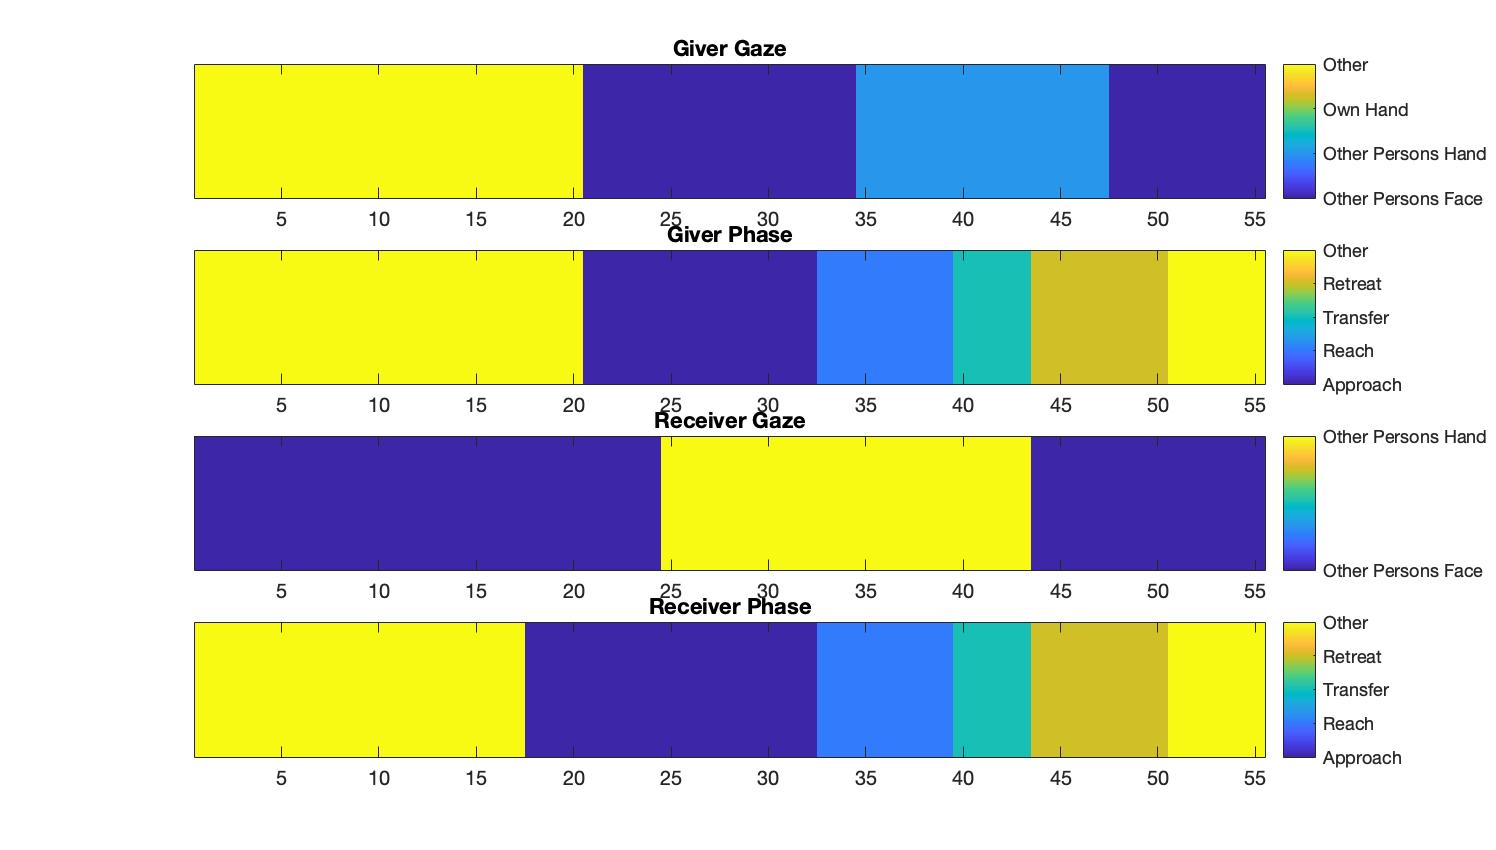 Giver Gaze
Other
Own Hand
Other Persons Hand
Other Persons Face
5 10 15 20 25 30 35 40 45 50 55
Giver Phase
Other
Retreat
Transfer
Reach
Approach
5 10 15 20 25 30 35 40 45 50 55
Receiver Gaze
Other Persons Hand
Other Persons Face
5 10 15 20 25 30 35 40 45 50 55
Receiver Phase
Other
Retreat
Transfer
Reach
Approach
5 10 15 20 25 30 35 40 45 50 55